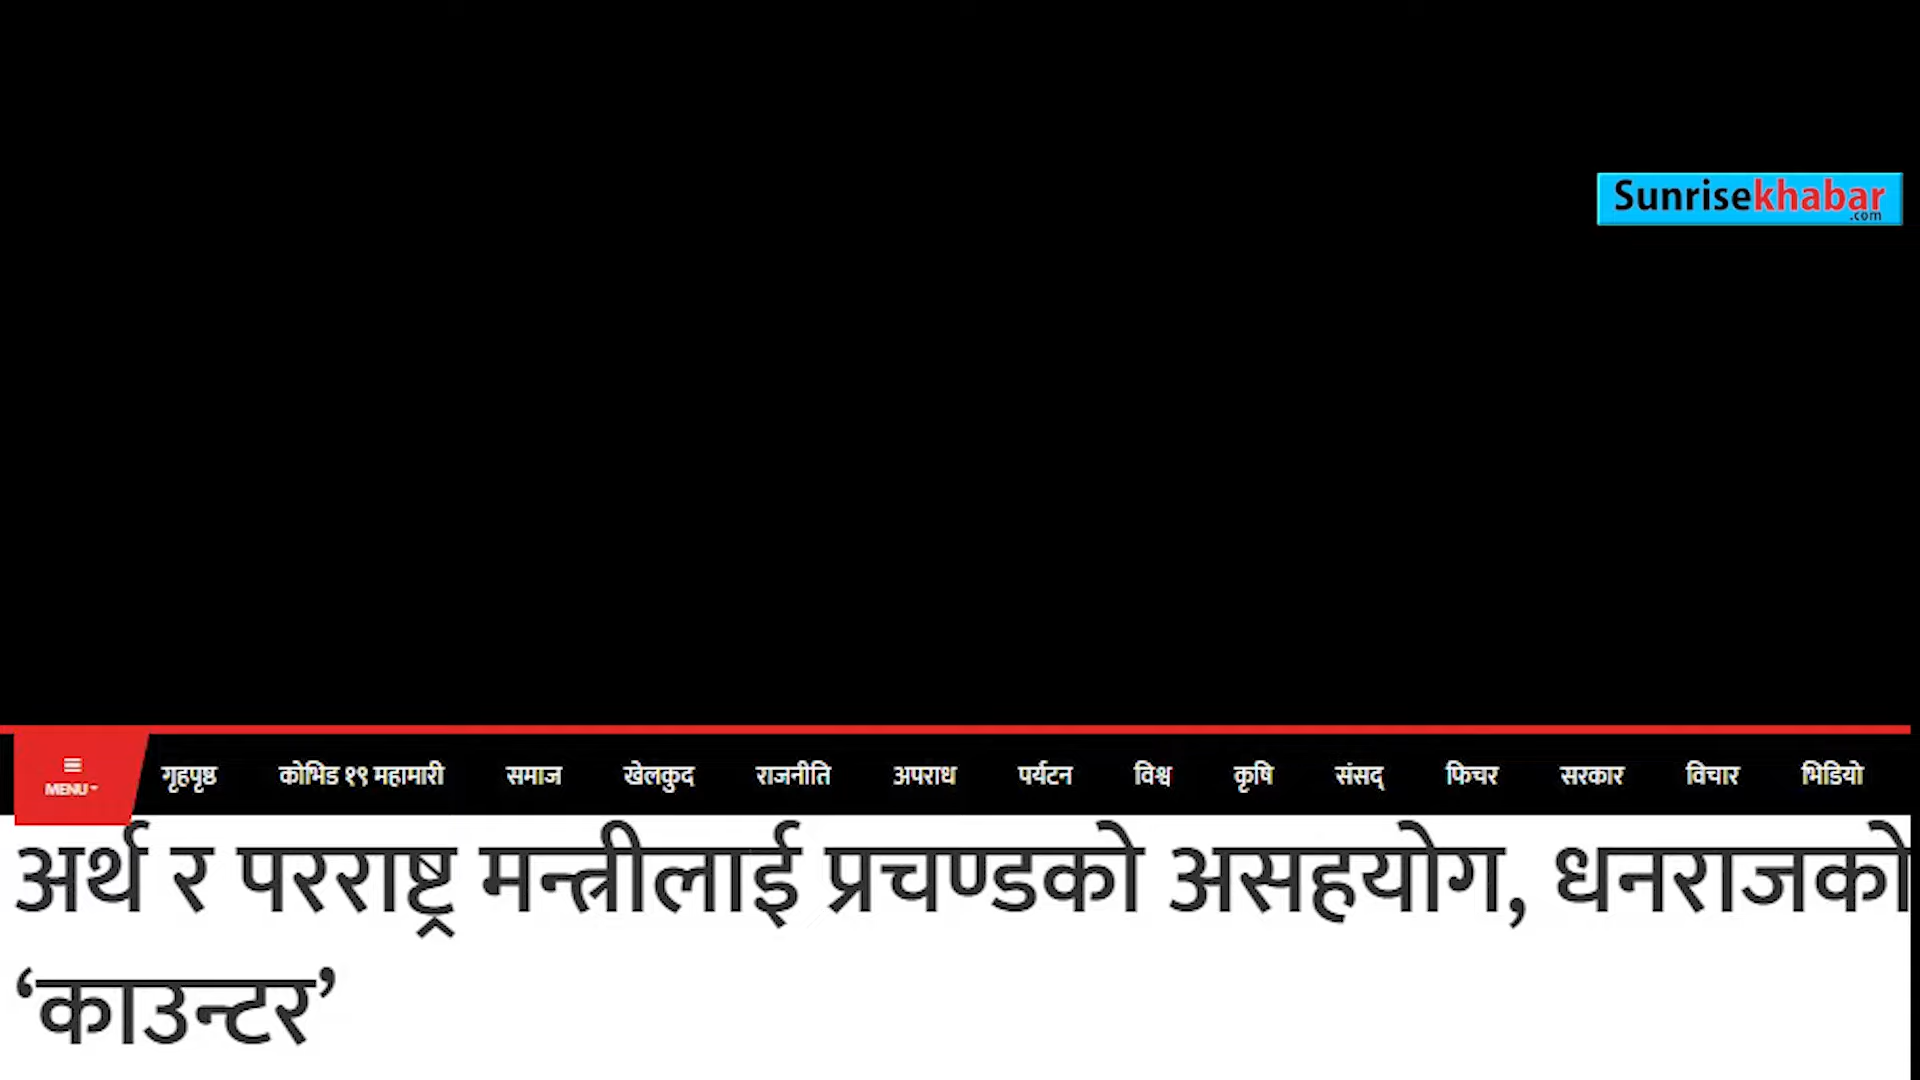 Sunrisekhabar
.com
MENU
गृहपृष्ठ कोभिड १९ महामारी समाज खेलकुद राजनीति अपराध पर्यटन विश्व कृषि संसद् फिचर सरकार विचार भिडियो
अर्थ र परराष्ट्र मन्त्रीलाई प्रचण्डको असहयोग, धनराजको
‘काउन्टर’